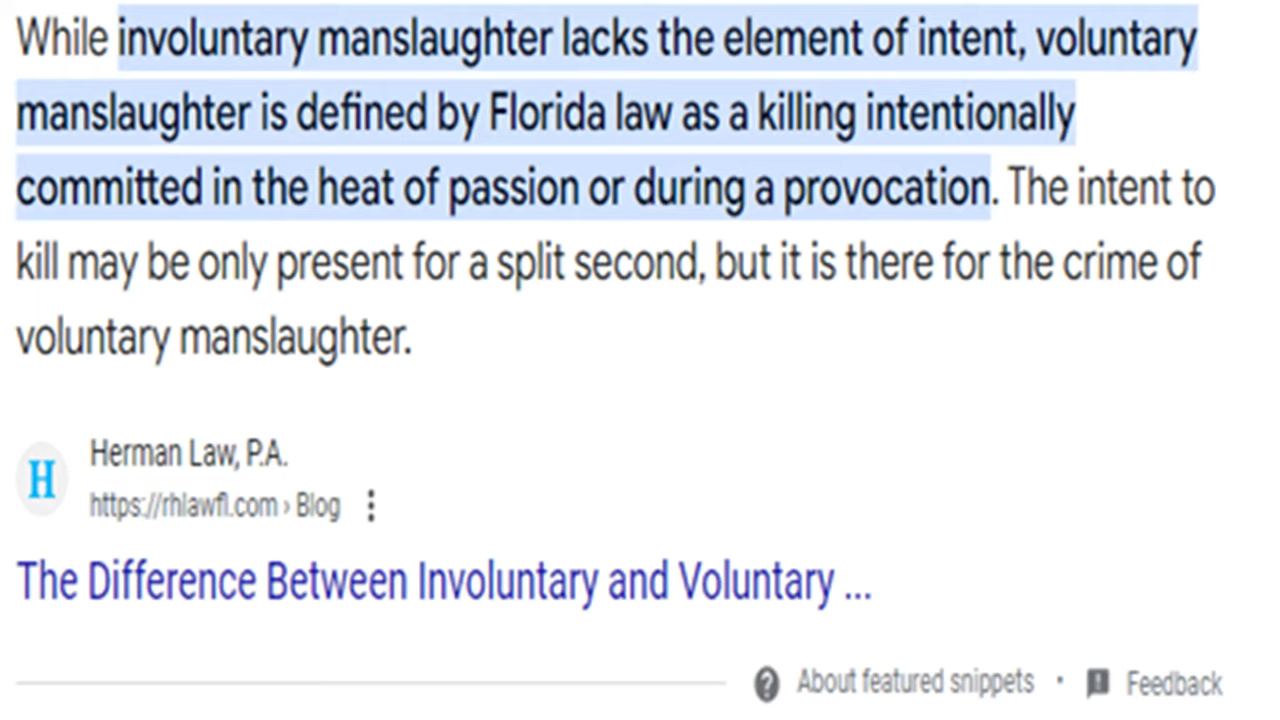 While involuntary manslaughter lacks the element of intent, voluntary
manslaughter is defined by Florida law as a killing intentionally
committed in the heat of passion or during a provocation. The intent to
kill may be only present for a split second, but it is there for the crime of
voluntary manslaughter.
H
Herman Law, P.A.
https://rhlawfl.com › Blog
The Difference Between Involuntary and Voluntary ...
About featured snippets • Feedback